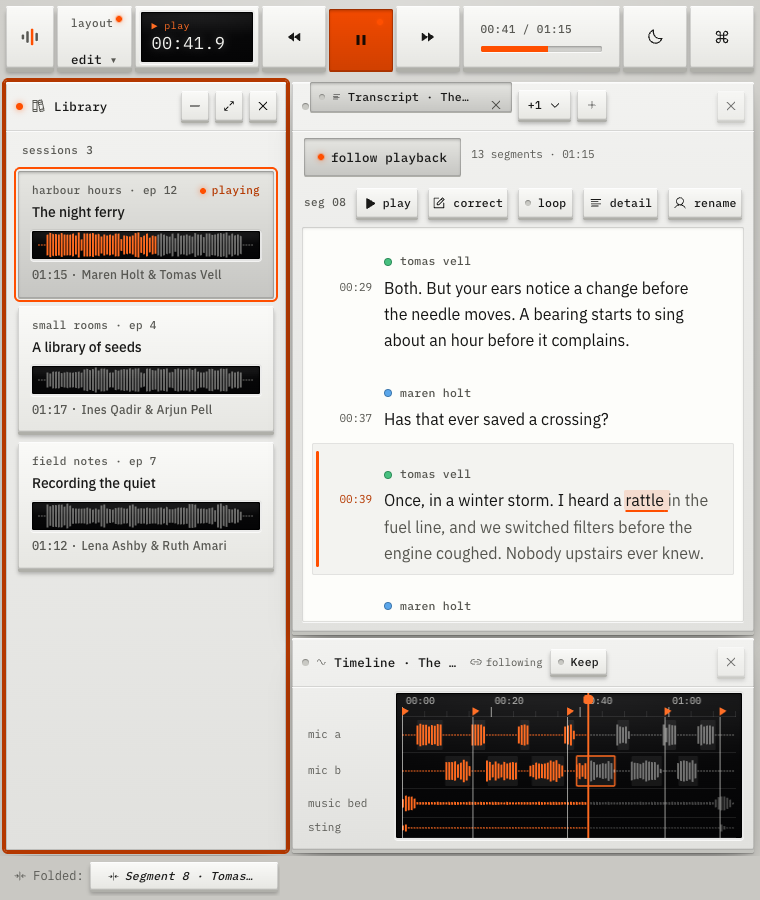 layout
edit ▾
▶ play
00:41.9
00:41 / 01:15
⌘
Library
sessions 3
harbour hours · ep 12
playing
The night ferry
01:15 · Maren Holt & Tomas Vell
small rooms · ep 4
A library of seeds
01:17 · Ines Qadir & Arjun Pell
field notes · ep 7
Recording the quiet
01:12 · Lena Ashby & Ruth Amari
Transcript · The…
+1
follow playback
13 segments · 01:15
seg 08
play
correct
loop
detail
rename
tomas vell
00:29
Both. But your ears notice a change before
the needle moves. A bearing starts to sing
about an hour before it complains.
maren holt
00:37
Has that ever saved a crossing?
tomas vell
00:39
Once, in a winter storm. I heard a rattle in the
fuel line, and we switched filters before the
engine coughed. Nobody upstairs ever knew.
maren holt
Timeline · The …
following
Keep
00:00
00:20
:40
01:00
mic a
mic b
music bed
sting
Folded:
Segment 8 · Tomas…